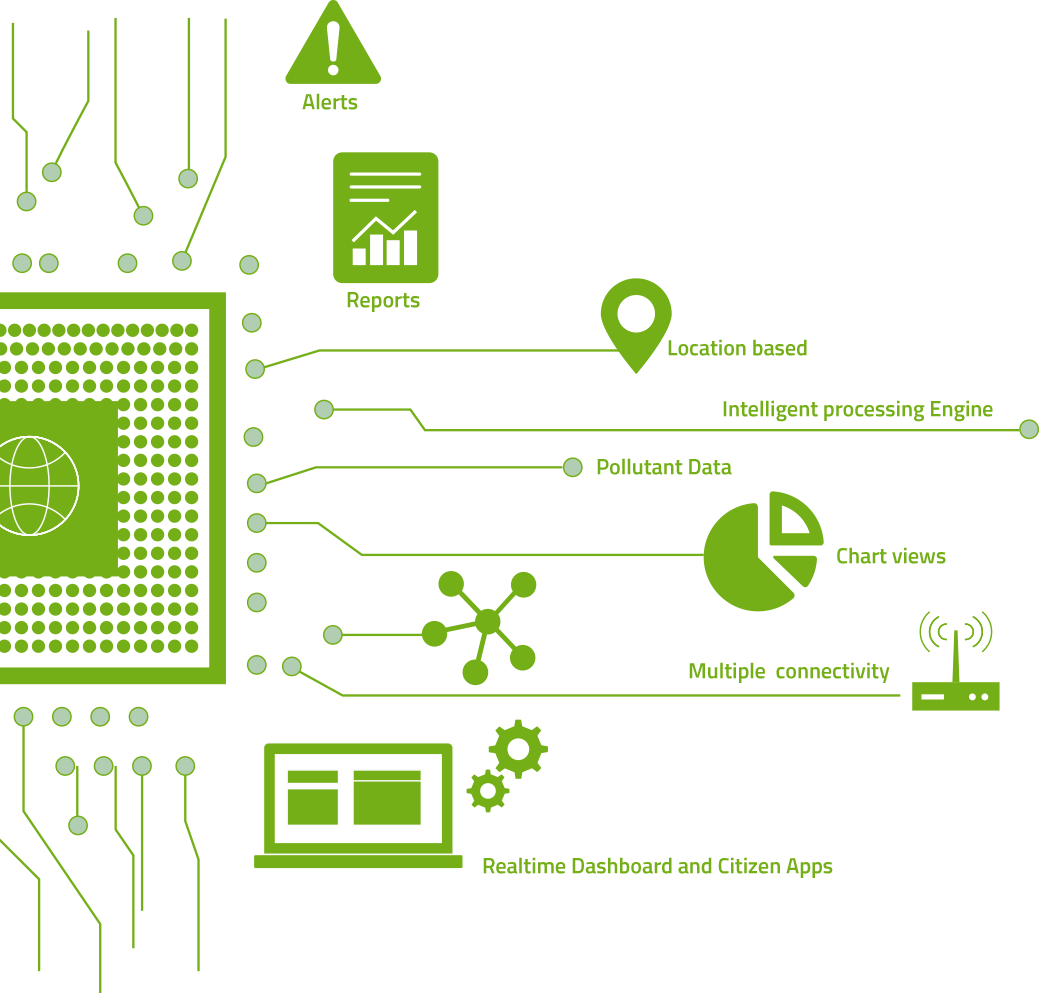 Alerts
Reports
Location based
Intelligent processing Engine
Pollutant Data
Chart views
Multiple connectivity
Realtime Dashboard and Citizen Apps